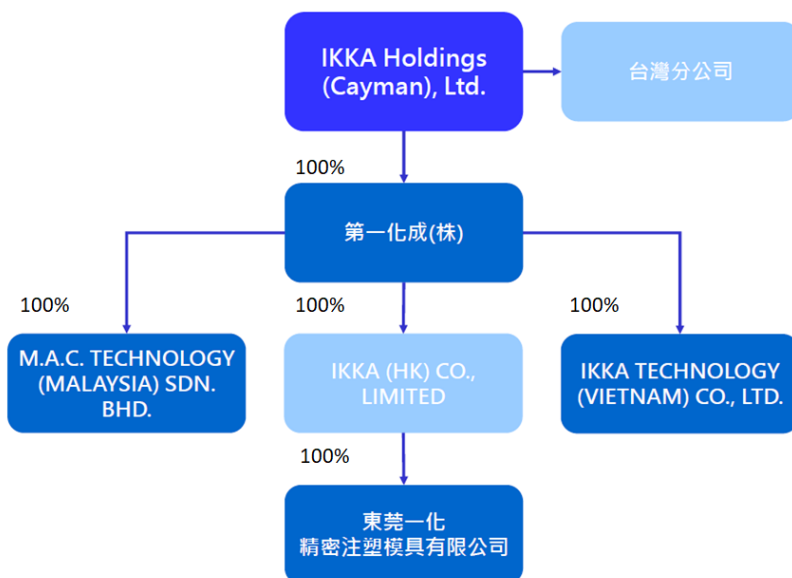 IKKA Holdings
(Cayman), Ltd.
台灣分公司
100%
第一化成(株)
100%
100%
100%
M.A.C. TECHNOLOGY
(MALAYSIA) SDN.
BHD.
IKKA (HK) CO.,
LIMITED
IKKA TECHNOLOGY
(VIETNAM) CO., LTD.
100%
東莞一化
精密注塑模具有限公司